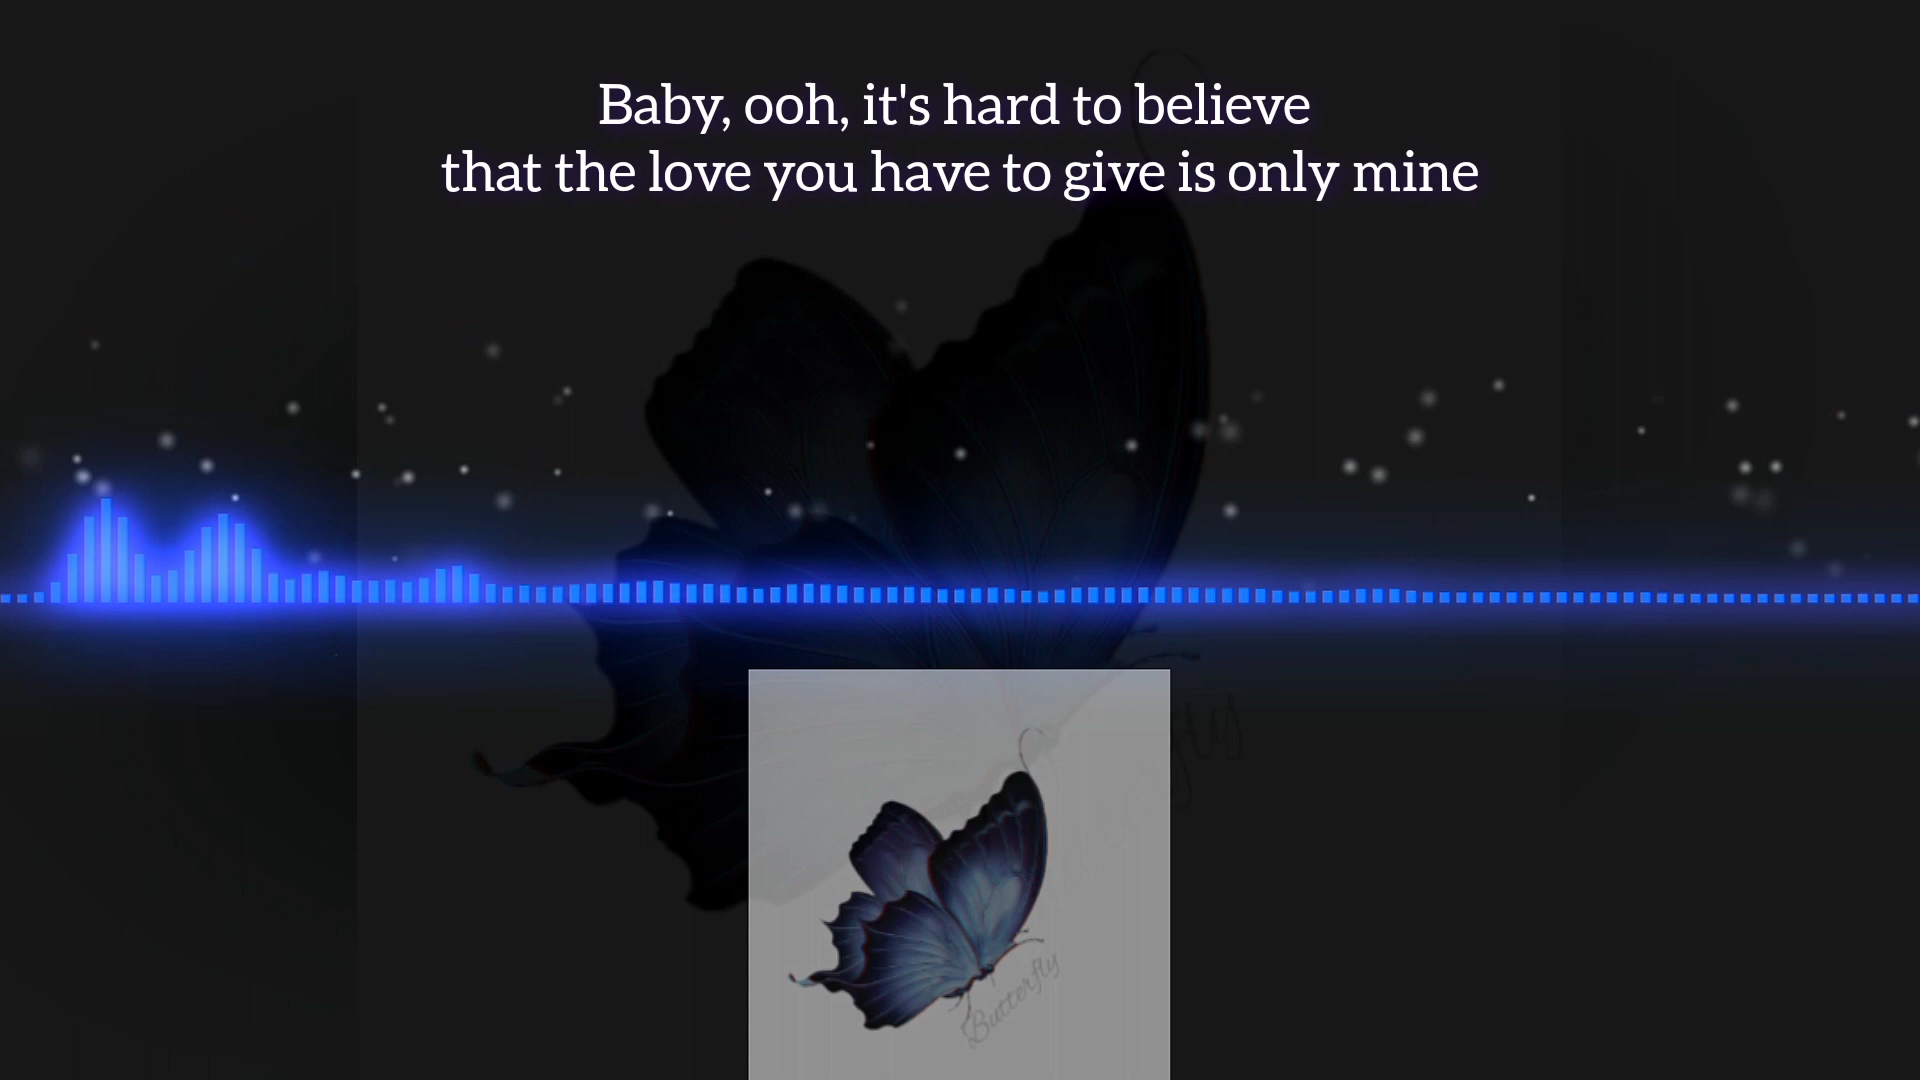 Baby, ooh, it's hard to believe
that the love you have to give is only mine
Butterfly